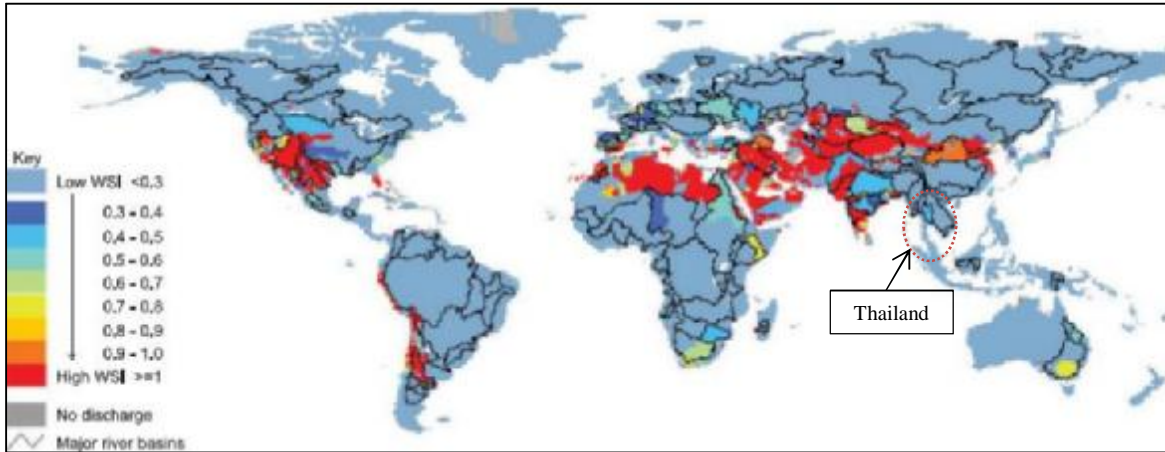 Key
Low WSI <0.3
0.3 - 0.4
0.4 - 0.5
0.5 - 0.6
0.6 - 0.7
0.7 - 0.8
0.8 - 0.9
0.9 - 1.0
High WSI >=1
No discharge
Major river basins
Thailand